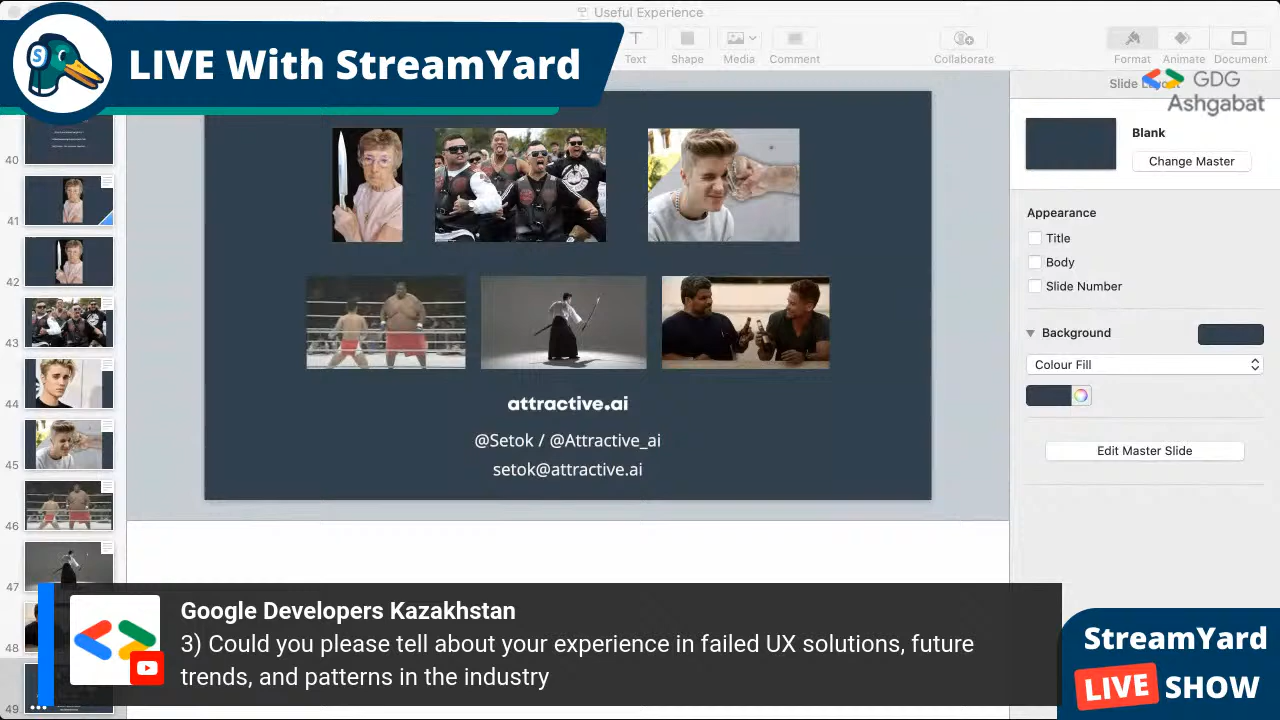 Useful Experience
LIVE With StreamYard
S
Text
Shape
Media
Comment
Collaborate
Format
Animate
Document
GDG
Ashgabat
Blank
Change Master
Appearance
Title
Body
Slide Number
Background
Colour Fill
Edit Master Slide
40
41
42
43
44
45
46
47
48
49
attractive.ai
@Setok / @Attractive_ai
setok@attractive.ai
Google Developers Kazakhstan
3) Could you please tell about your experience in failed UX solutions, future
trends, and patterns in the industry
StreamYard
LIVE SHOW